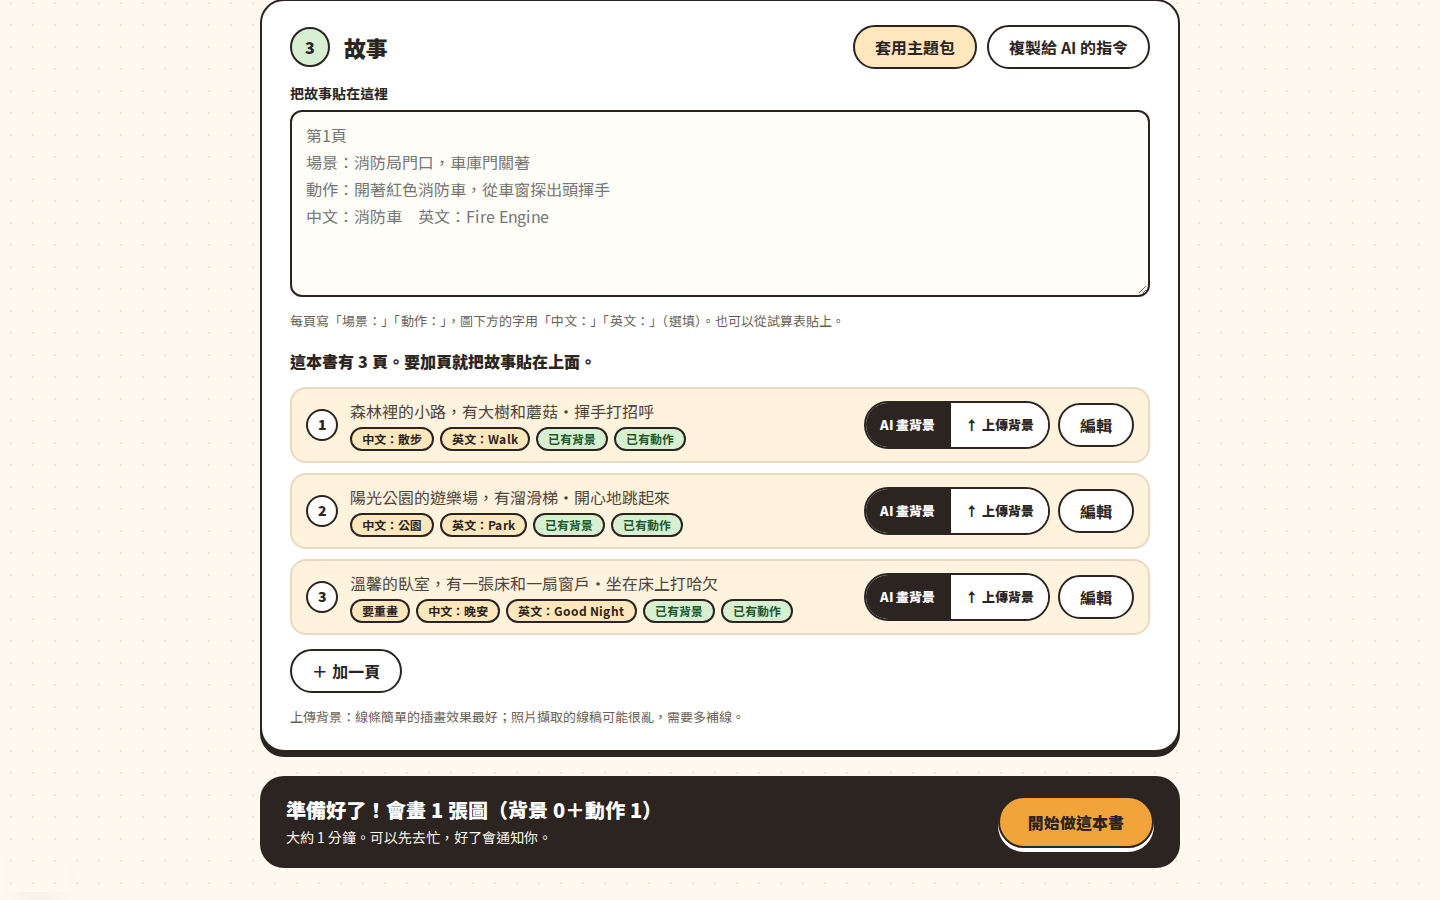 3 故事 套用主題包 複製給 AI 的指令
把故事貼在這裡
第1頁
場景：消防局門口，車庫門關著
動作：開著紅色消防車，從車窗探出頭揮手
中文：消防車　英文：Fire Engine
每頁寫「場景：」「動作：」，圖下方的字用「中文：」「英文：」（選填）。也可以從試算表貼上。
這本書有 3 頁。要加頁就把故事貼在上面。
1 森林裡的小路，有大樹和蘑菇・揮手打招呼
中文：散步 英文：Walk 已有背景 已有動作
AI 畫背景 ↑ 上傳背景 編輯
2 陽光公園的遊樂場，有溜滑梯・開心地跳起來
中文：公園 英文：Park 已有背景 已有動作
AI 畫背景 ↑ 上傳背景 編輯
3 溫馨的臥室，有一張床和一扇窗戶・坐在床上打哈欠
要重畫 中文：晚安 英文：Good Night 已有背景 已有動作
AI 畫背景 ↑ 上傳背景 編輯
＋ 加一頁
上傳背景：線條簡單的插畫效果最好；照片擷取的線稿可能很亂，需要多補線。
準備好了！會畫 1 張圖（背景 0＋動作 1）
大約 1 分鐘。可以先去忙，好了會通知你。
開始做這本書